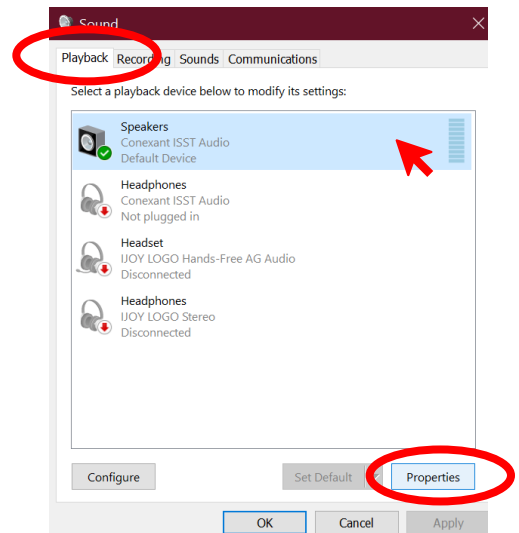 Sound
Playback Recording Sounds Communications
Select a playback device below to modify its settings:
Speakers
Conexant ISST Audio
Default Device
Headphones
Conexant ISST Audio
Not plugged in
Headset
IJOY LOGO Hands-Free AG Audio
Disconnected
Headphones
IJOY LOGO Stereo
Disconnected
Configure Set Default Properties
OK Cancel Apply